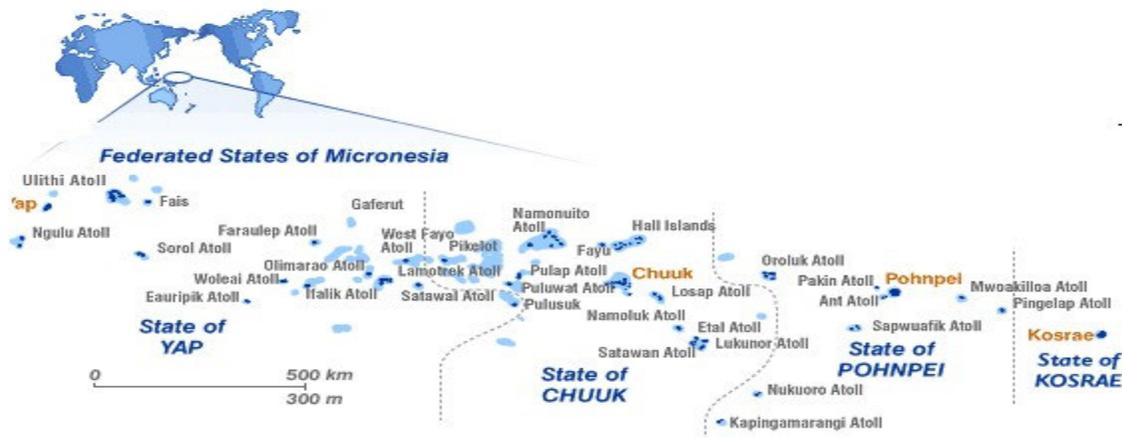 Federated States of Micronesia
Ulithi Atoll
Yap
Fais
Ngulu Atoll
Sorol Atoll
Gaferut
Faraulep Atoll
West Fayo
Atoll
Pikelot
Olimarao Atoll
Lamotrek Atoll
Woleai Atoll
Ifalik Atoll
Satawal Atoll
Eauripik Atoll
State of
YAP
0
500 km
300 m
Namonuito
Atoll
Hall Islands
Fayu
Pulap Atoll
Chuuk
Puluwat Atoll
Losap Atoll
Pulusuk
Namoluk Atoll
Etal Atoll
Lukunor Atoll
Satawan Atoll
State of
CHUUK
Oroluk Atoll
Pakin Atoll
Pohnpei
Mwoakilloa Atoll
Ant Atoll
Pingelap Atoll
Sapwuafik Atoll
State of
POHNPEI
Nukuoro Atoll
Kapingamarangi Atoll
Kosrae
State of
KOSRAE